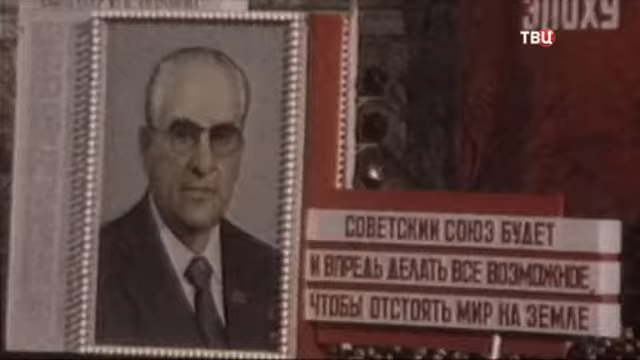 ЭПОХУ
ТВЦ
СОВЕТСКИЙ СОЮЗ БУДЕТ
И ВПРЕДЬ ДЕЛАТЬ ВСЕ ВОЗМОЖНОЕ,
ЧТОБЫ ОТСТОЯТЬ МИР НА ЗЕМЛЕ